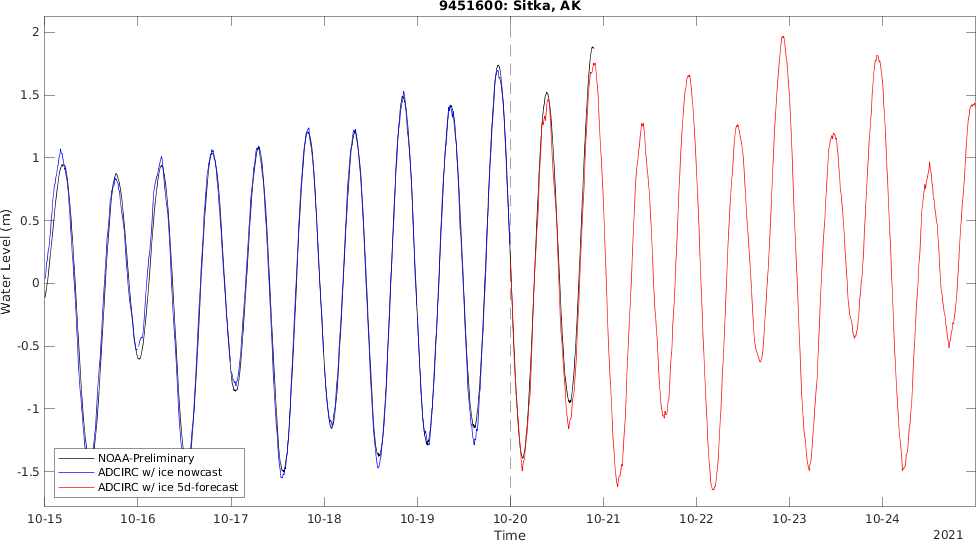 9451600: Sitka, AK
2
1.5
1
0.5
0
-0.5
-1
-1.5
Water Level (m)
NOAA-Preliminary
ADCIRC w/ ice nowcast
ADCIRC w/ ice 5d-forecast
10-15 10-16 10-17 10-18 10-19 10-20 10-21 10-22 10-23 10-24
Time
2021